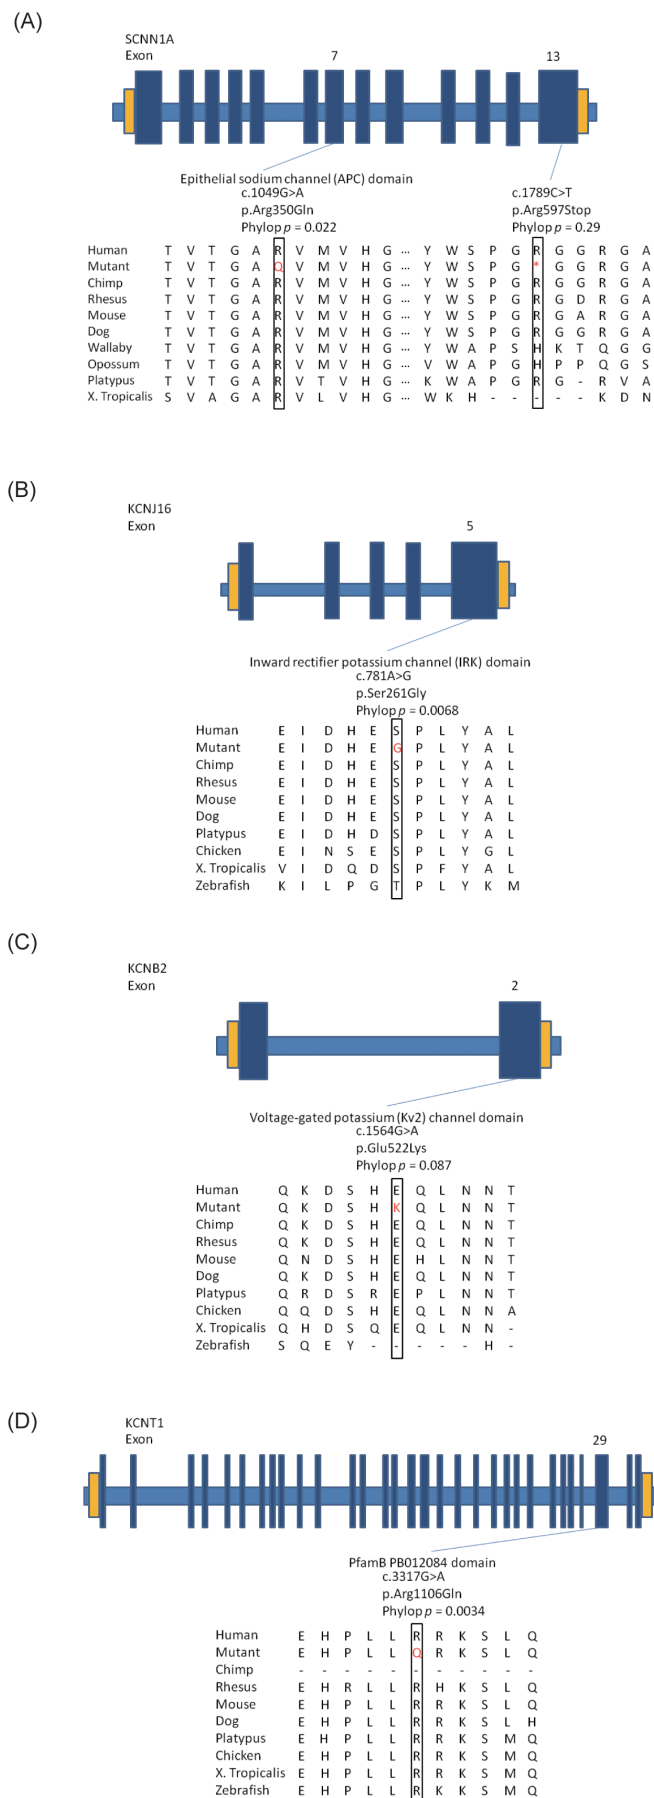 (A)
SCNN1A
Exon 7 13
Epithelial sodium channel (APC) domain
c.1049G>A
p.Arg350Gln
Phylop p = 0.022
c.1789C>T
p.Arg597Stop
Phylop p = 0.29
Human T V T G A R V M V H G ... Y W S P G R G G R G A
Mutant T V T G A Q V M V H G ... Y W S P G * G G R G A
Chimp T V T G A R V M V H G ... Y W S P G R G G R G A
Rhesus T V T G A R V M V H G ... Y W S P G R G D R G A
Mouse T V T G A R V M V H G ... Y W S P G R G A R G A
Dog T V T G A R V M V H G ... Y W S P G R G G R G A
Wallaby T V T G A R V M V H G ... Y W A P S H K T Q G G
Opossum T V T G A R V M V H G ... V W A P G H P P Q G S
Platypus T V T G A R V T V H G ... K W A P G R G - R V A
X. Tropicalis S V A G A R V L V H G ... W K H - - - - K D N
(B)
KCNJ16
Exon 5
Inward rectifier potassium channel (IRK) domain
c.781A>G
p.Ser261Gly
Phylop p = 0.0068
Human E I D H E S P L Y A L
Mutant E I D H E G P L Y A L
Chimp E I D H E S P L Y A L
Rhesus E I D H E S P L Y A L
Mouse E I D H E S P L Y A L
Dog E I D H E S P L Y A L
Platypus E I D H D S P L Y A L
Chicken E I N S E S P L Y G L
X. Tropicalis V I D Q D S P F Y A L
Zebrafish K I L P G T P L Y K M
(C)
KCNB2
Exon 2
Voltage-gated potassium (Kv2) channel domain
c.1564G>A
p.Glu522Lys
Phylop p = 0.087
Human Q K D S H E Q L N N T
Mutant Q K D S H K Q L N N T
Chimp Q K D S H E Q L N N T
Rhesus Q K D S H E Q L N N T
Mouse Q N D S H E H L N N T
Dog Q K D S H E Q L N N T
Platypus Q R D S R E P L N N T
Chicken Q Q D S H E Q L N N A
X. Tropicalis Q H D S Q E Q L N N -
Zebrafish S Q E Y - - - - - H -
(D)
KCNT1
Exon 29
PfamB PB012084 domain
c.3317G>A
p.Arg1106Gln
Phylop p = 0.0034
Human E H P L L R R K S L Q
Mutant E H P L L Q R K S L Q
Chimp - - - - - - - - - - -
Rhesus E H R L L R H K S L Q
Mouse E H P L L R R K S L Q
Dog E H P L L R R K S L H
Platypus E H P L L R R K S M Q
Chicken E H P L L R R K S M Q
X. Tropicalis E H P L L R R K S M Q
Zebrafish E H P L L R K K S M Q